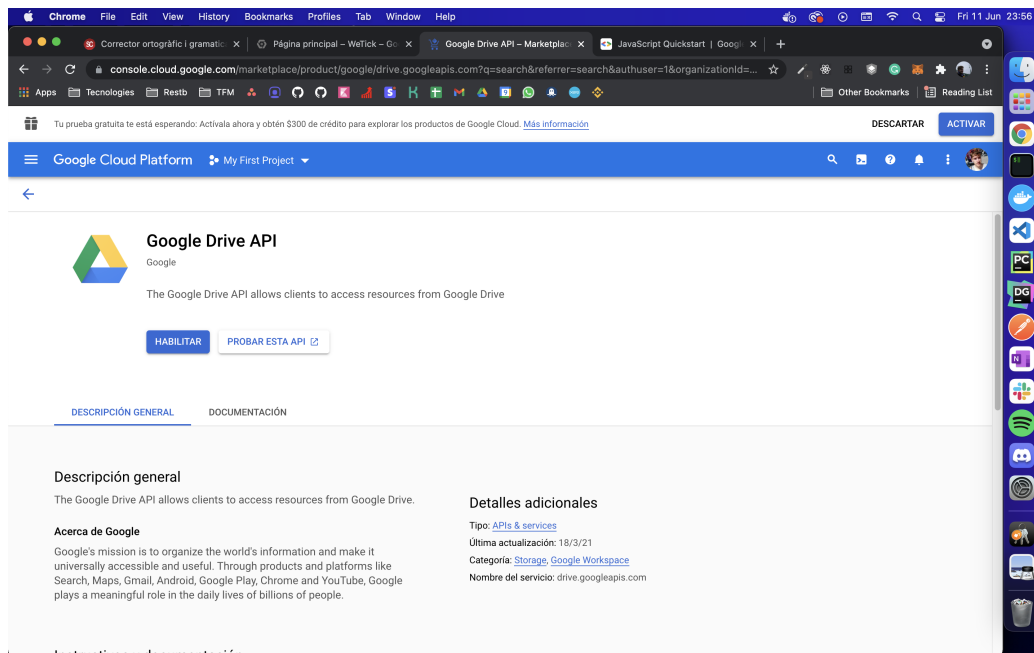 Chrome File Edit View History Bookmarks Profiles Tab Window Help Fri 11 Jun 23:56
Corrector ortogràfic i gramatic Página principal – WeTick – Go Google Drive API – Marketplac JavaScript Quickstart | Google
console.cloud.google.com/marketplace/product/google/drive.googleapis.com?q=search&referrer=search&authuser=1&organizationId=...
Apps Tecnologies Restb TFM Other Bookmarks Reading List
Tu prueba gratuita te está esperando: Actívala ahora y obtén $300 de crédito para explorar los productos de Google Cloud. Más información DESCARTAR ACTIVAR
Google Cloud Platform My First Project
Google Drive API
Google
The Google Drive API allows clients to access resources from Google Drive
HABILITAR PROBAR ESTA API
DESCRIPCIÓN GENERAL DOCUMENTACIÓN
Descripción general
The Google Drive API allows clients to access resources from Google Drive.
Acerca de Google
Google's mission is to organize the world's information and make it
universally accessible and useful. Through products and platforms like
Search, Maps, Gmail, Android, Google Play, Chrome and YouTube, Google
plays a meaningful role in the daily lives of billions of people.
Detalles adicionales
Tipo: APIs & services
Última actualización: 18/3/21
Categoría: Storage, Google Workspace
Nombre del servicio: drive.googleapis.com
PC
DG